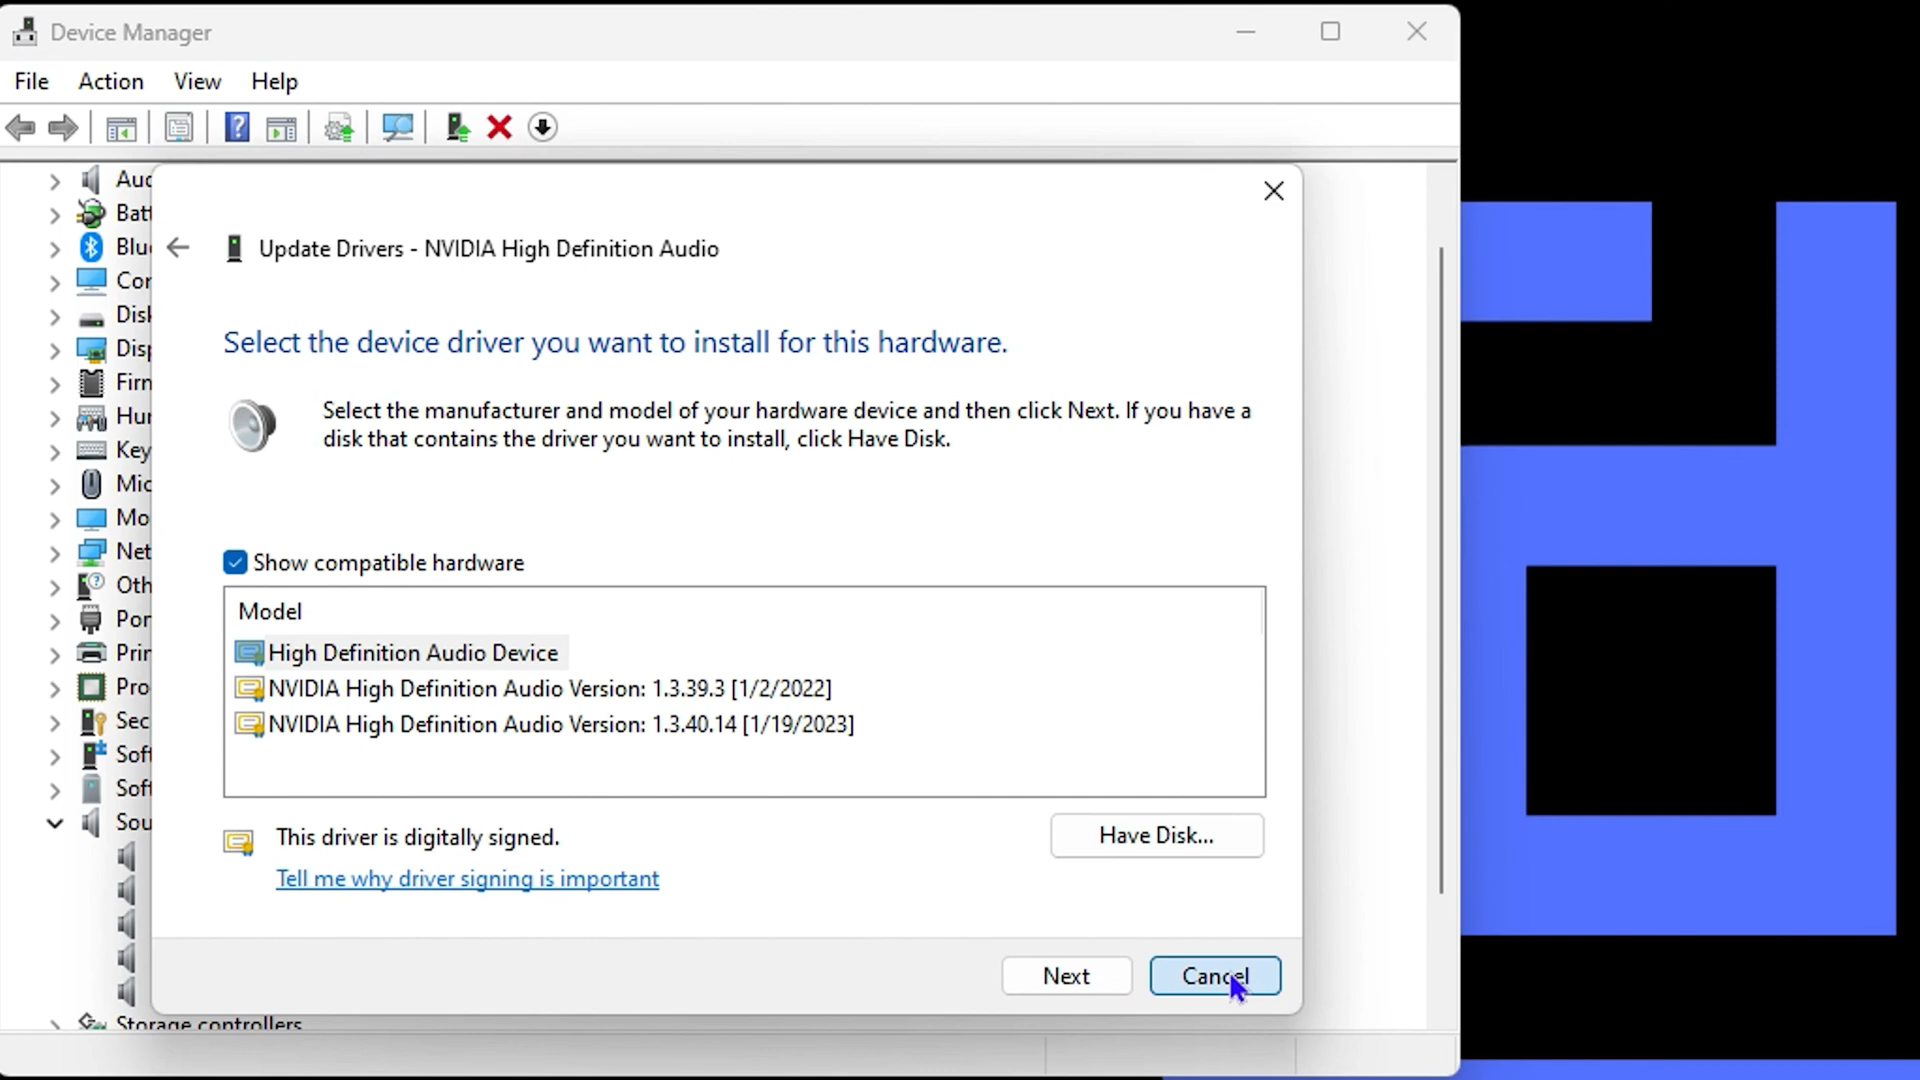 Device Manager
File Action View Help
Auc
Batt
Blu
Cor
Disk
Disp
Firn
Hur
Key
Mic
Mo
Net
Oth
Por
Prin
Pro
Sec
Soft
Soft
Sou
Storage controllers
Update Drivers - NVIDIA High Definition Audio
Select the device driver you want to install for this hardware.
Select the manufacturer and model of your hardware device and then click Next. If you have a
disk that contains the driver you want to install, click Have Disk.
Show compatible hardware
Model
High Definition Audio Device
NVIDIA High Definition Audio Version: 1.3.39.3 [1/2/2022]
NVIDIA High Definition Audio Version: 1.3.40.14 [1/19/2023]
This driver is digitally signed.
Have Disk...
Tell me why driver signing is important
Next
Cancel